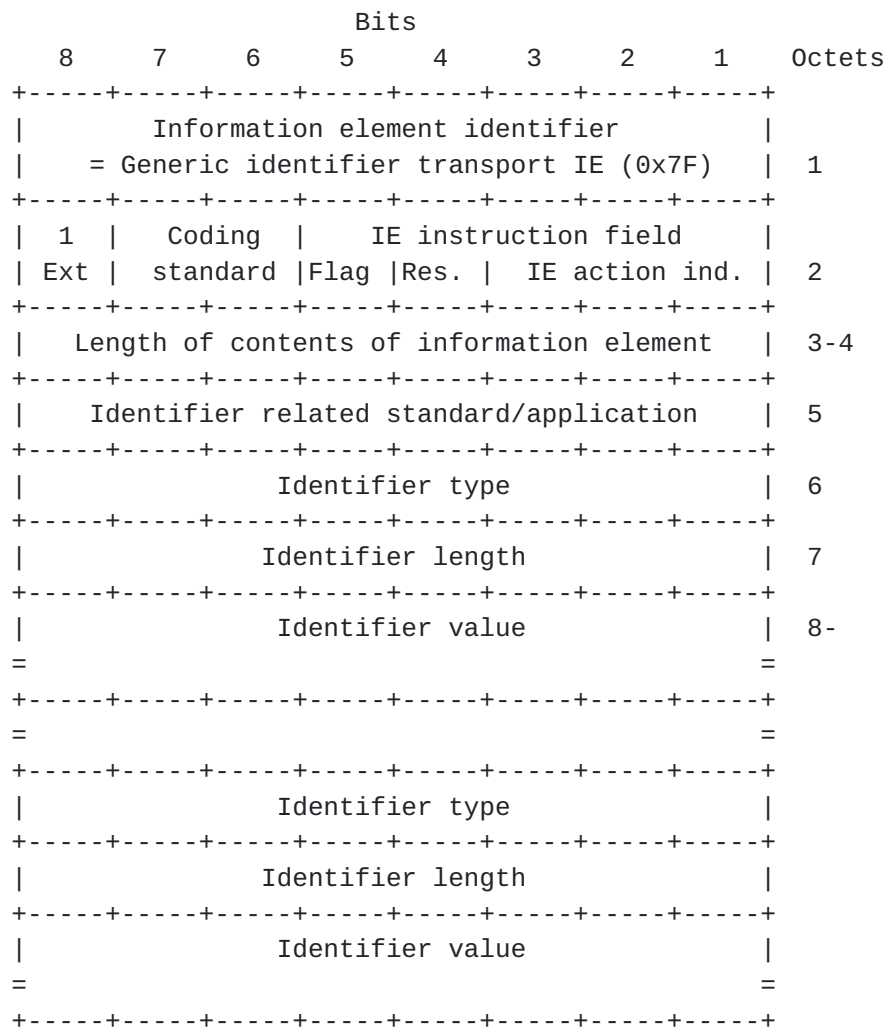 Bits
   8     7     6     5     4     3     2     1    Octets
+-----+-----+-----+-----+-----+-----+-----+-----+
|        Information element identifier         |
|    = Generic identifier transport IE (0x7F)   |  1
+-----+-----+-----+-----+-----+-----+-----+-----+
|  1  |   Coding  |    IE instruction field     |
| Ext |  standard |Flag |Res. |  IE action ind. |  2
+-----+-----+-----+-----+-----+-----+-----+-----+
|   Length of contents of information element   |  3-4
+-----+-----+-----+-----+-----+-----+-----+-----+
|    Identifier related standard/application    |  5
+-----+-----+-----+-----+-----+-----+-----+-----+
|                Identifier type                |  6
+-----+-----+-----+-----+-----+-----+-----+-----+
|               Identifier length               |  7
+-----+-----+-----+-----+-----+-----+-----+-----+
|                Identifier value               |  8-
=                                               =
+-----+-----+-----+-----+-----+-----+-----+-----+
=                                               =
+-----+-----+-----+-----+-----+-----+-----+-----+
|                Identifier type                |
+-----+-----+-----+-----+-----+-----+-----+-----+
|               Identifier length               |
+-----+-----+-----+-----+-----+-----+-----+-----+
|                Identifier value               |
=                                               =
+-----+-----+-----+-----+-----+-----+-----+-----+